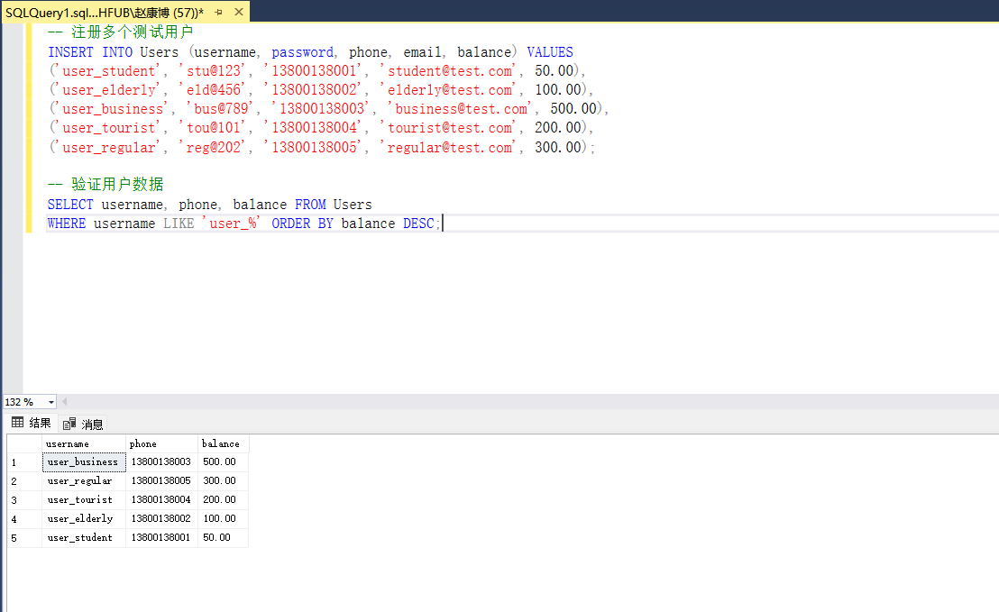 SQLQuery1.sql...HFUB\赵康博 (57))*
-- 注册多个测试用户
INSERT INTO Users (username, password, phone, email, balance) VALUES
('user_student', 'stu@123', '13800138001', 'student@test.com', 50.00),
('user_elderly', 'eld@456', '13800138002', 'elderly@test.com', 100.00),
('user_business', 'bus@789', '13800138003', 'business@test.com', 500.00),
('user_tourist', 'tou@101', '13800138004', 'tourist@test.com', 200.00),
('user_regular', 'reg@202', '13800138005', 'regular@test.com', 300.00);
-- 验证用户数据
SELECT username, phone, balance FROM Users
WHERE username LIKE 'user_%' ORDER BY balance DESC;
132 %
结果 消息
username phone balance
1 user_business 13800138003 500.00
2 user_regular 13800138005 300.00
3 user_tourist 13800138004 200.00
4 user_elderly 13800138002 100.00
5 user_student 13800138001 50.00